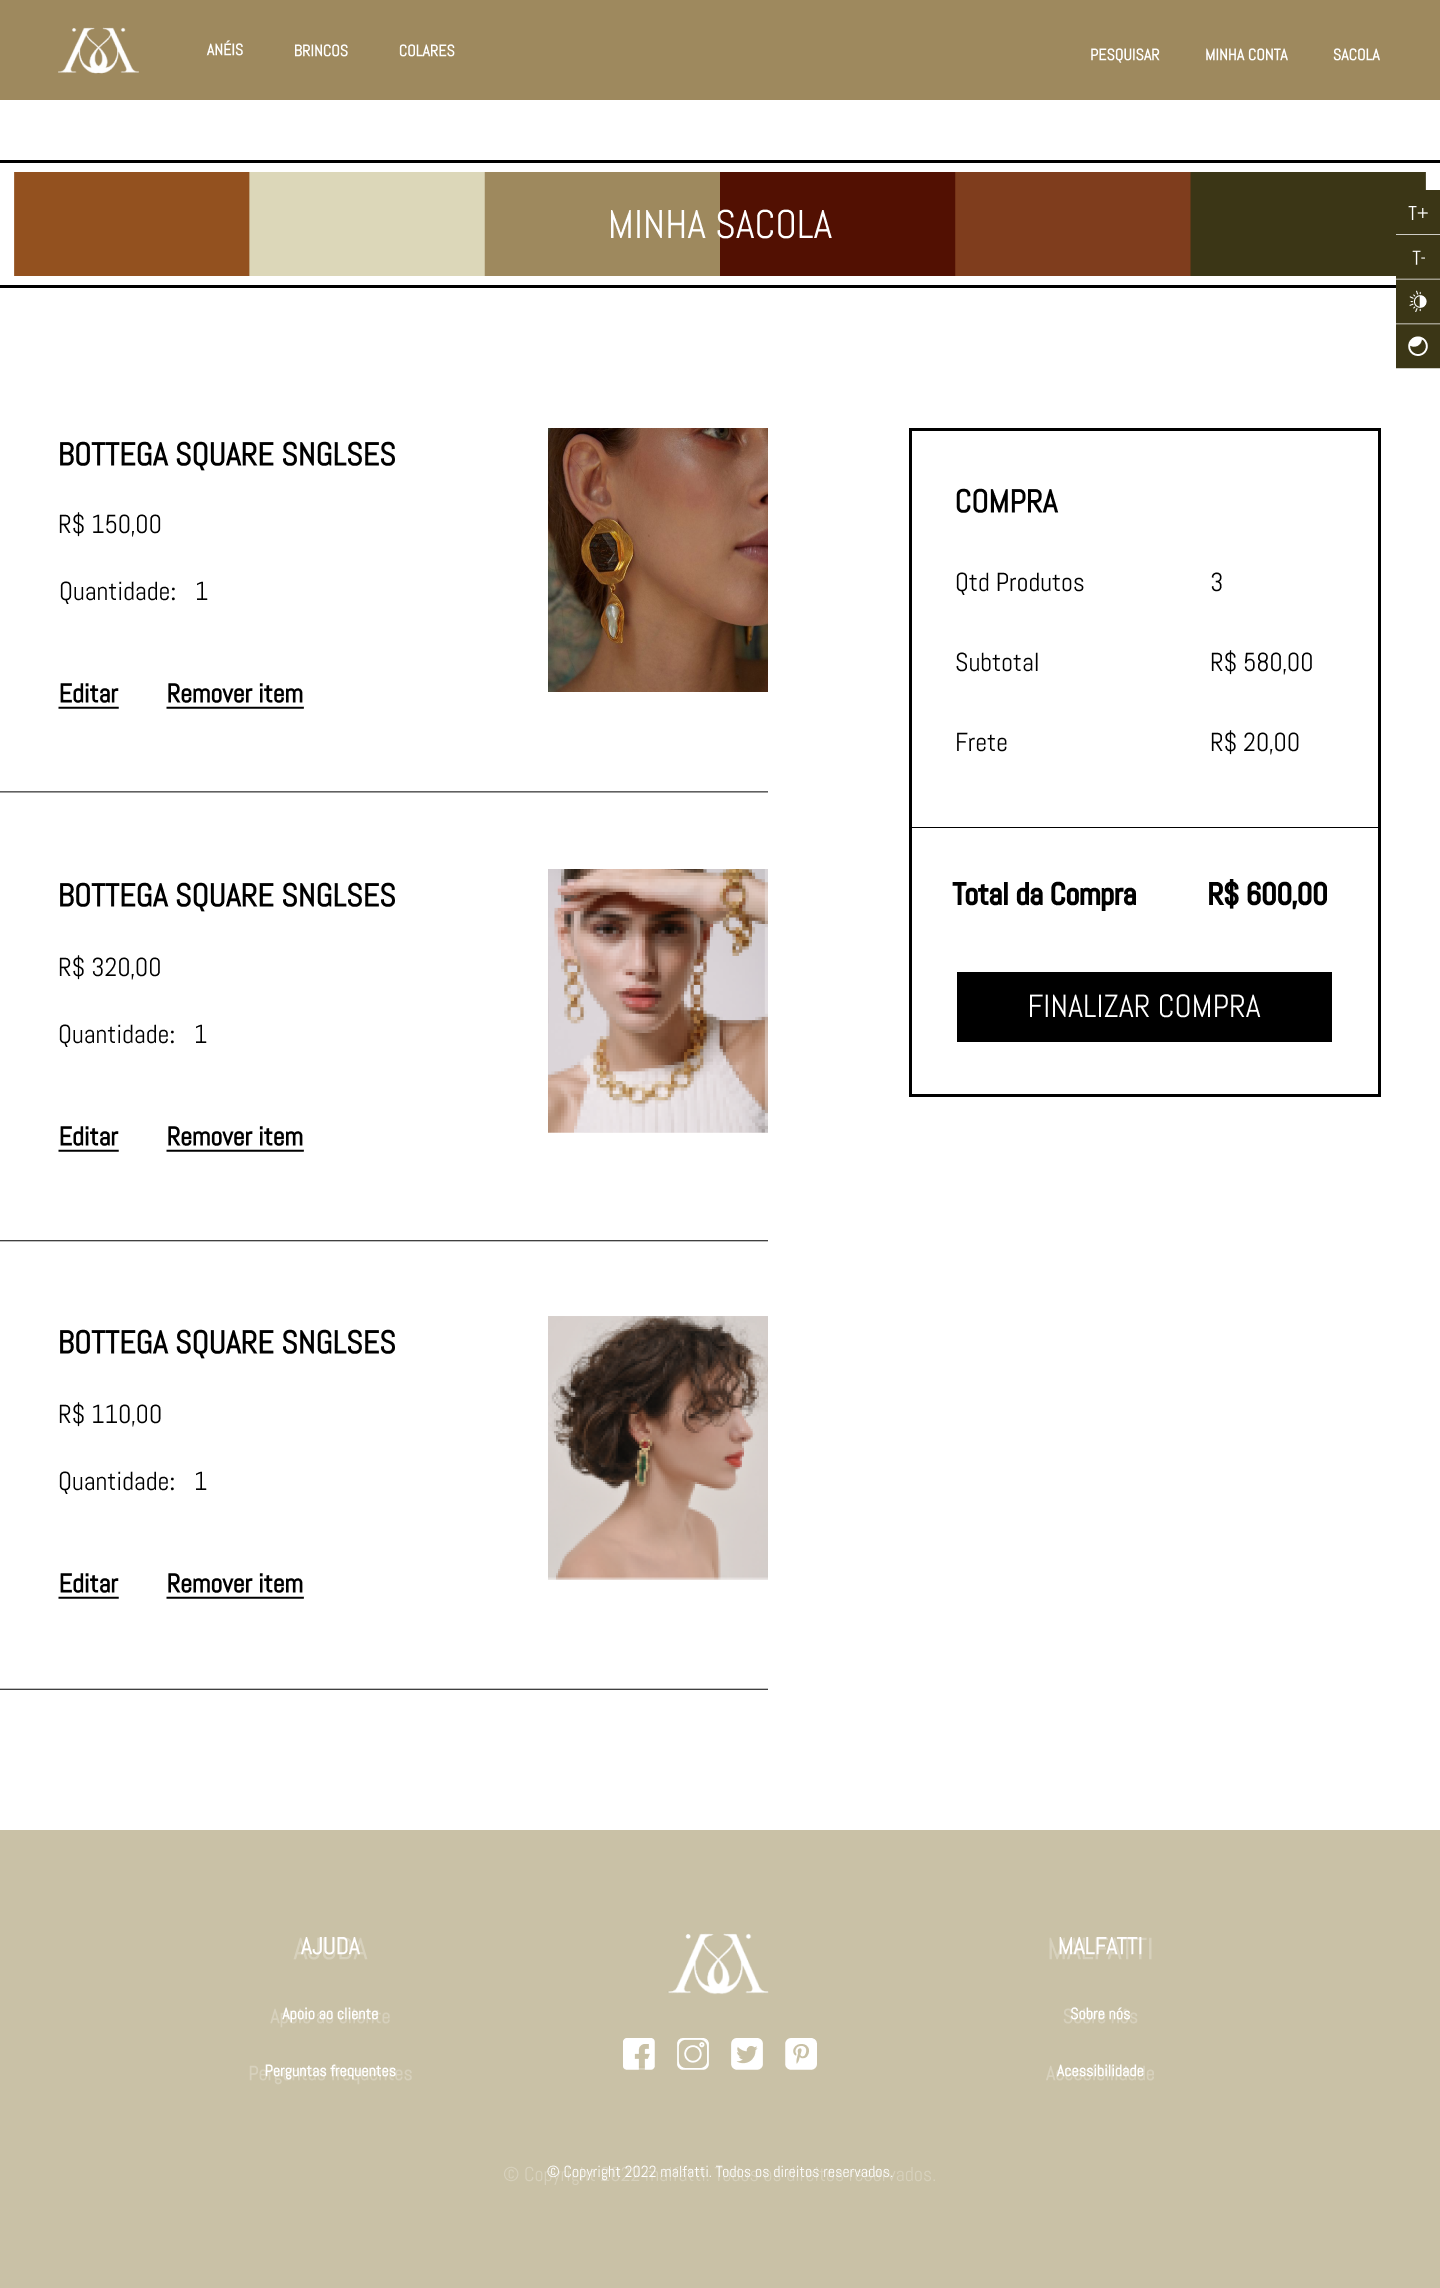 ANÉIS BRINCOS COLARES PESQUISAR MINHA CONTA SACOLA
MINHA SACOLA
T+
T-
BOTTEGA SQUARE SNGLSES
R$ 150,00
Quantidade: 1
Editar Remover item
BOTTEGA SQUARE SNGLSES
R$ 320,00
Quantidade: 1
Editar Remover item
BOTTEGA SQUARE SNGLSES
R$ 110,00
Quantidade: 1
Editar Remover item
COMPRA
Qtd Produtos 3
Subtotal R$ 580,00
Frete R$ 20,00
Total da Compra R$ 600,00
FINALIZAR COMPRA
AJUDA
Apoio ao cliente
Perguntas frequentes
MALFATTI
Sobre nós
Acessibilidade
© Copyright 2022 malfatti. Todos os direitos reservados.